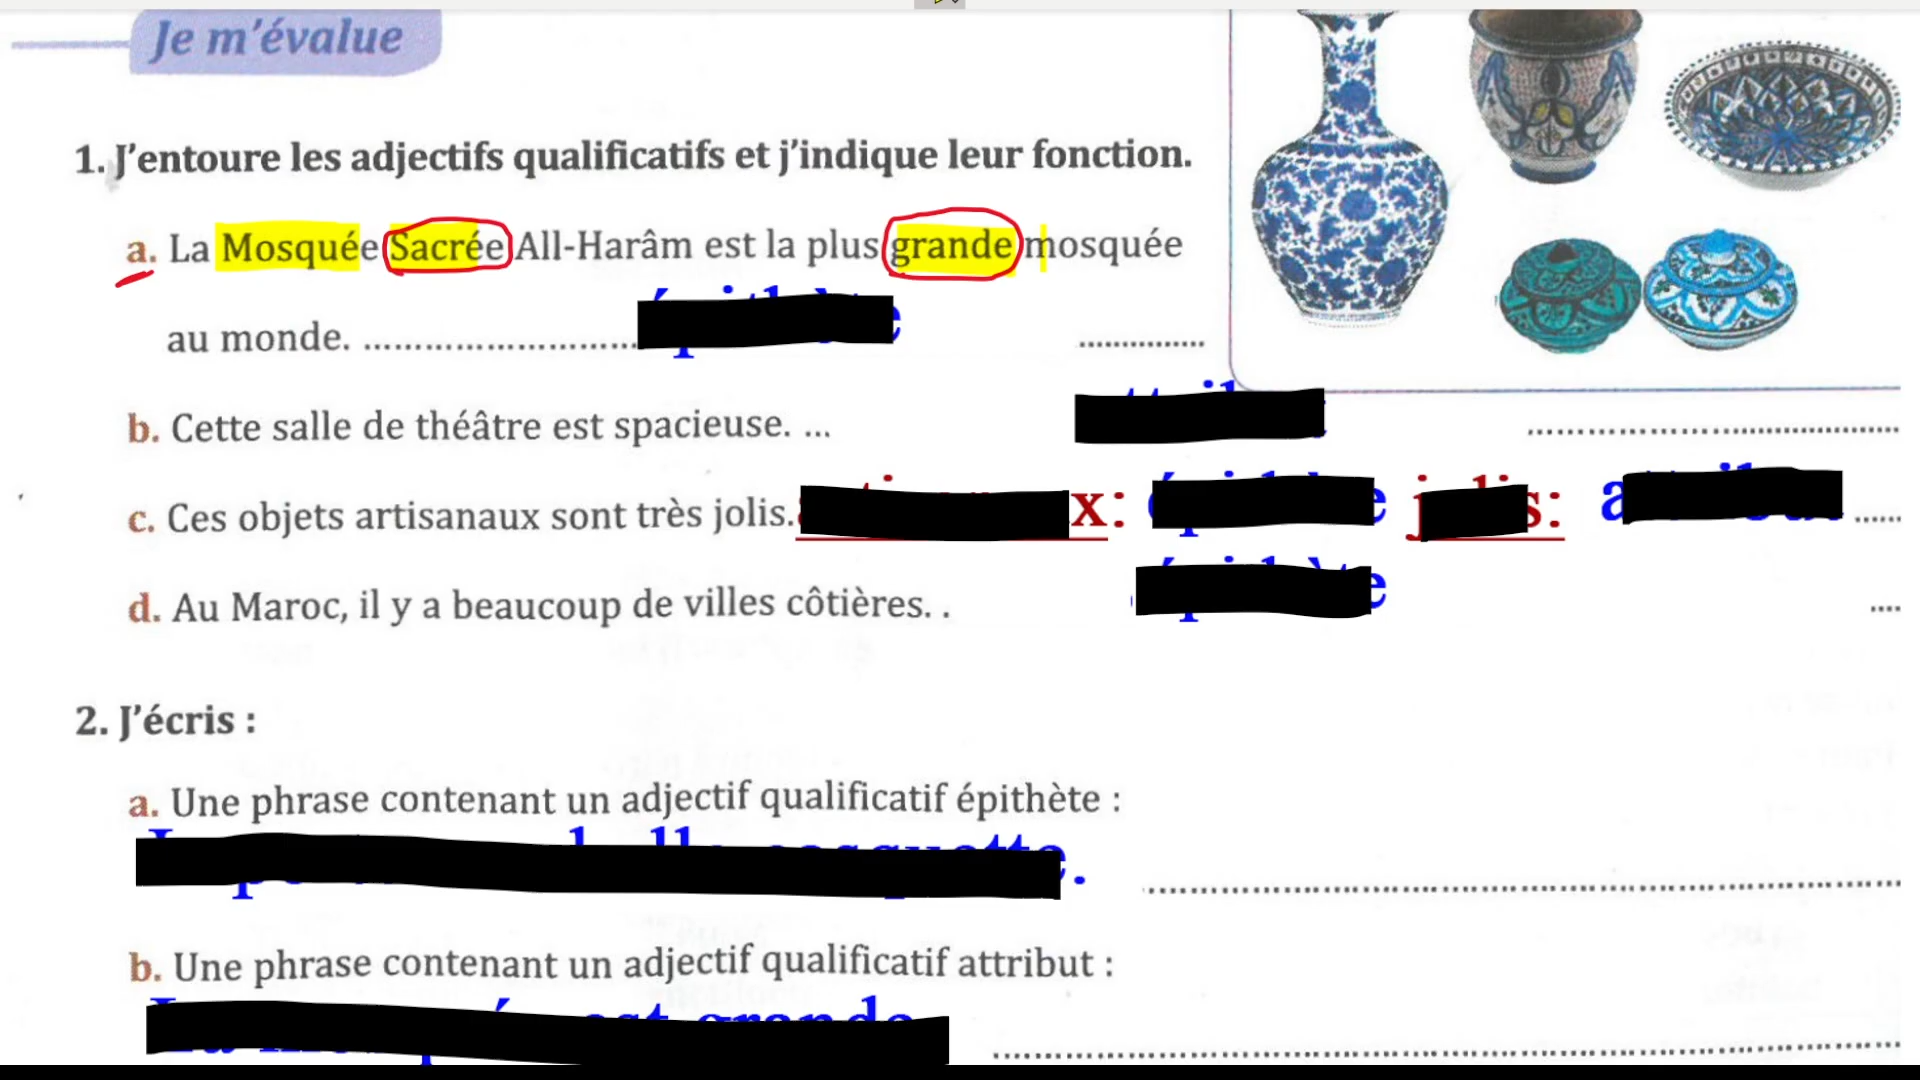 Je m'évalue
1. J'entoure les adjectifs qualificatifs et j'indique leur fonction.
a. La Mosquée Sacrée All-Harâm est la plus grande mosquée
au monde. ..........................
b. Cette salle de théâtre est spacieuse. ...
c. Ces objets artisanaux sont très jolis.
d. Au Maroc, il y a beaucoup de villes côtières. .
2. J'écris :
a. Une phrase contenant un adjectif qualificatif épithète :
b. Une phrase contenant un adjectif qualificatif attribut :